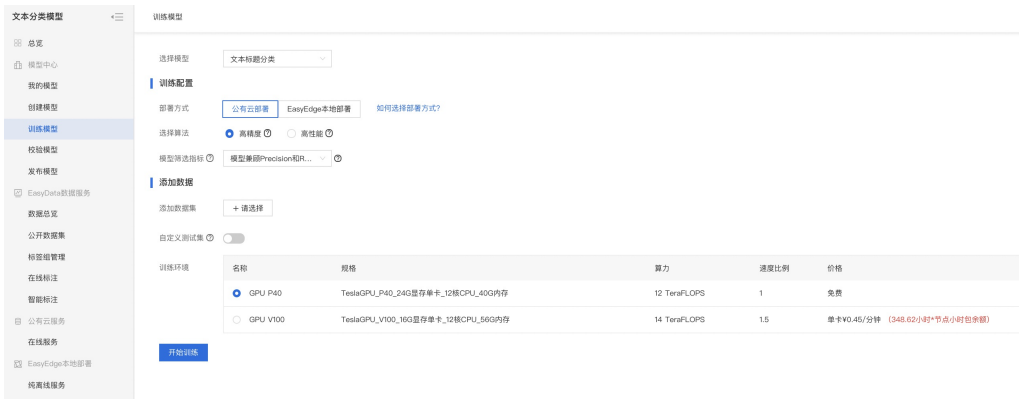 文本分类模型
总览
模型中心
我的模型
创建模型
训练模型
校验模型
发布模型
EasyData数据服务
数据总览
公开数据集
标签组管理
在线标注
智能标注
公有云服务
在线服务
EasyEdge本地部署
纯离线服务
训练模型
选择模型 文本标题分类
训练配置
部署方式 公有云部署 EasyEdge本地部署 如何选择部署方式?
选择算法 高精度 ? 高性能 ?
模型筛选指标 ? 模型兼顾Precision和R... ?
添加数据
添加数据集 + 请选择
自定义测试集 ?
训练环境 名称 规格 算力 速度比例 价格
GPU P40 TeslaGPU_P40_24G显存单卡_12核CPU_40G内存 12 TeraFLOPS 1 免费
GPU V100 TeslaGPU_V100_16G显存单卡_12核CPU_56G内存 14 TeraFLOPS 1.5 单卡¥0.45/分钟 (348.62小时*节点小时包余额)
开始训练